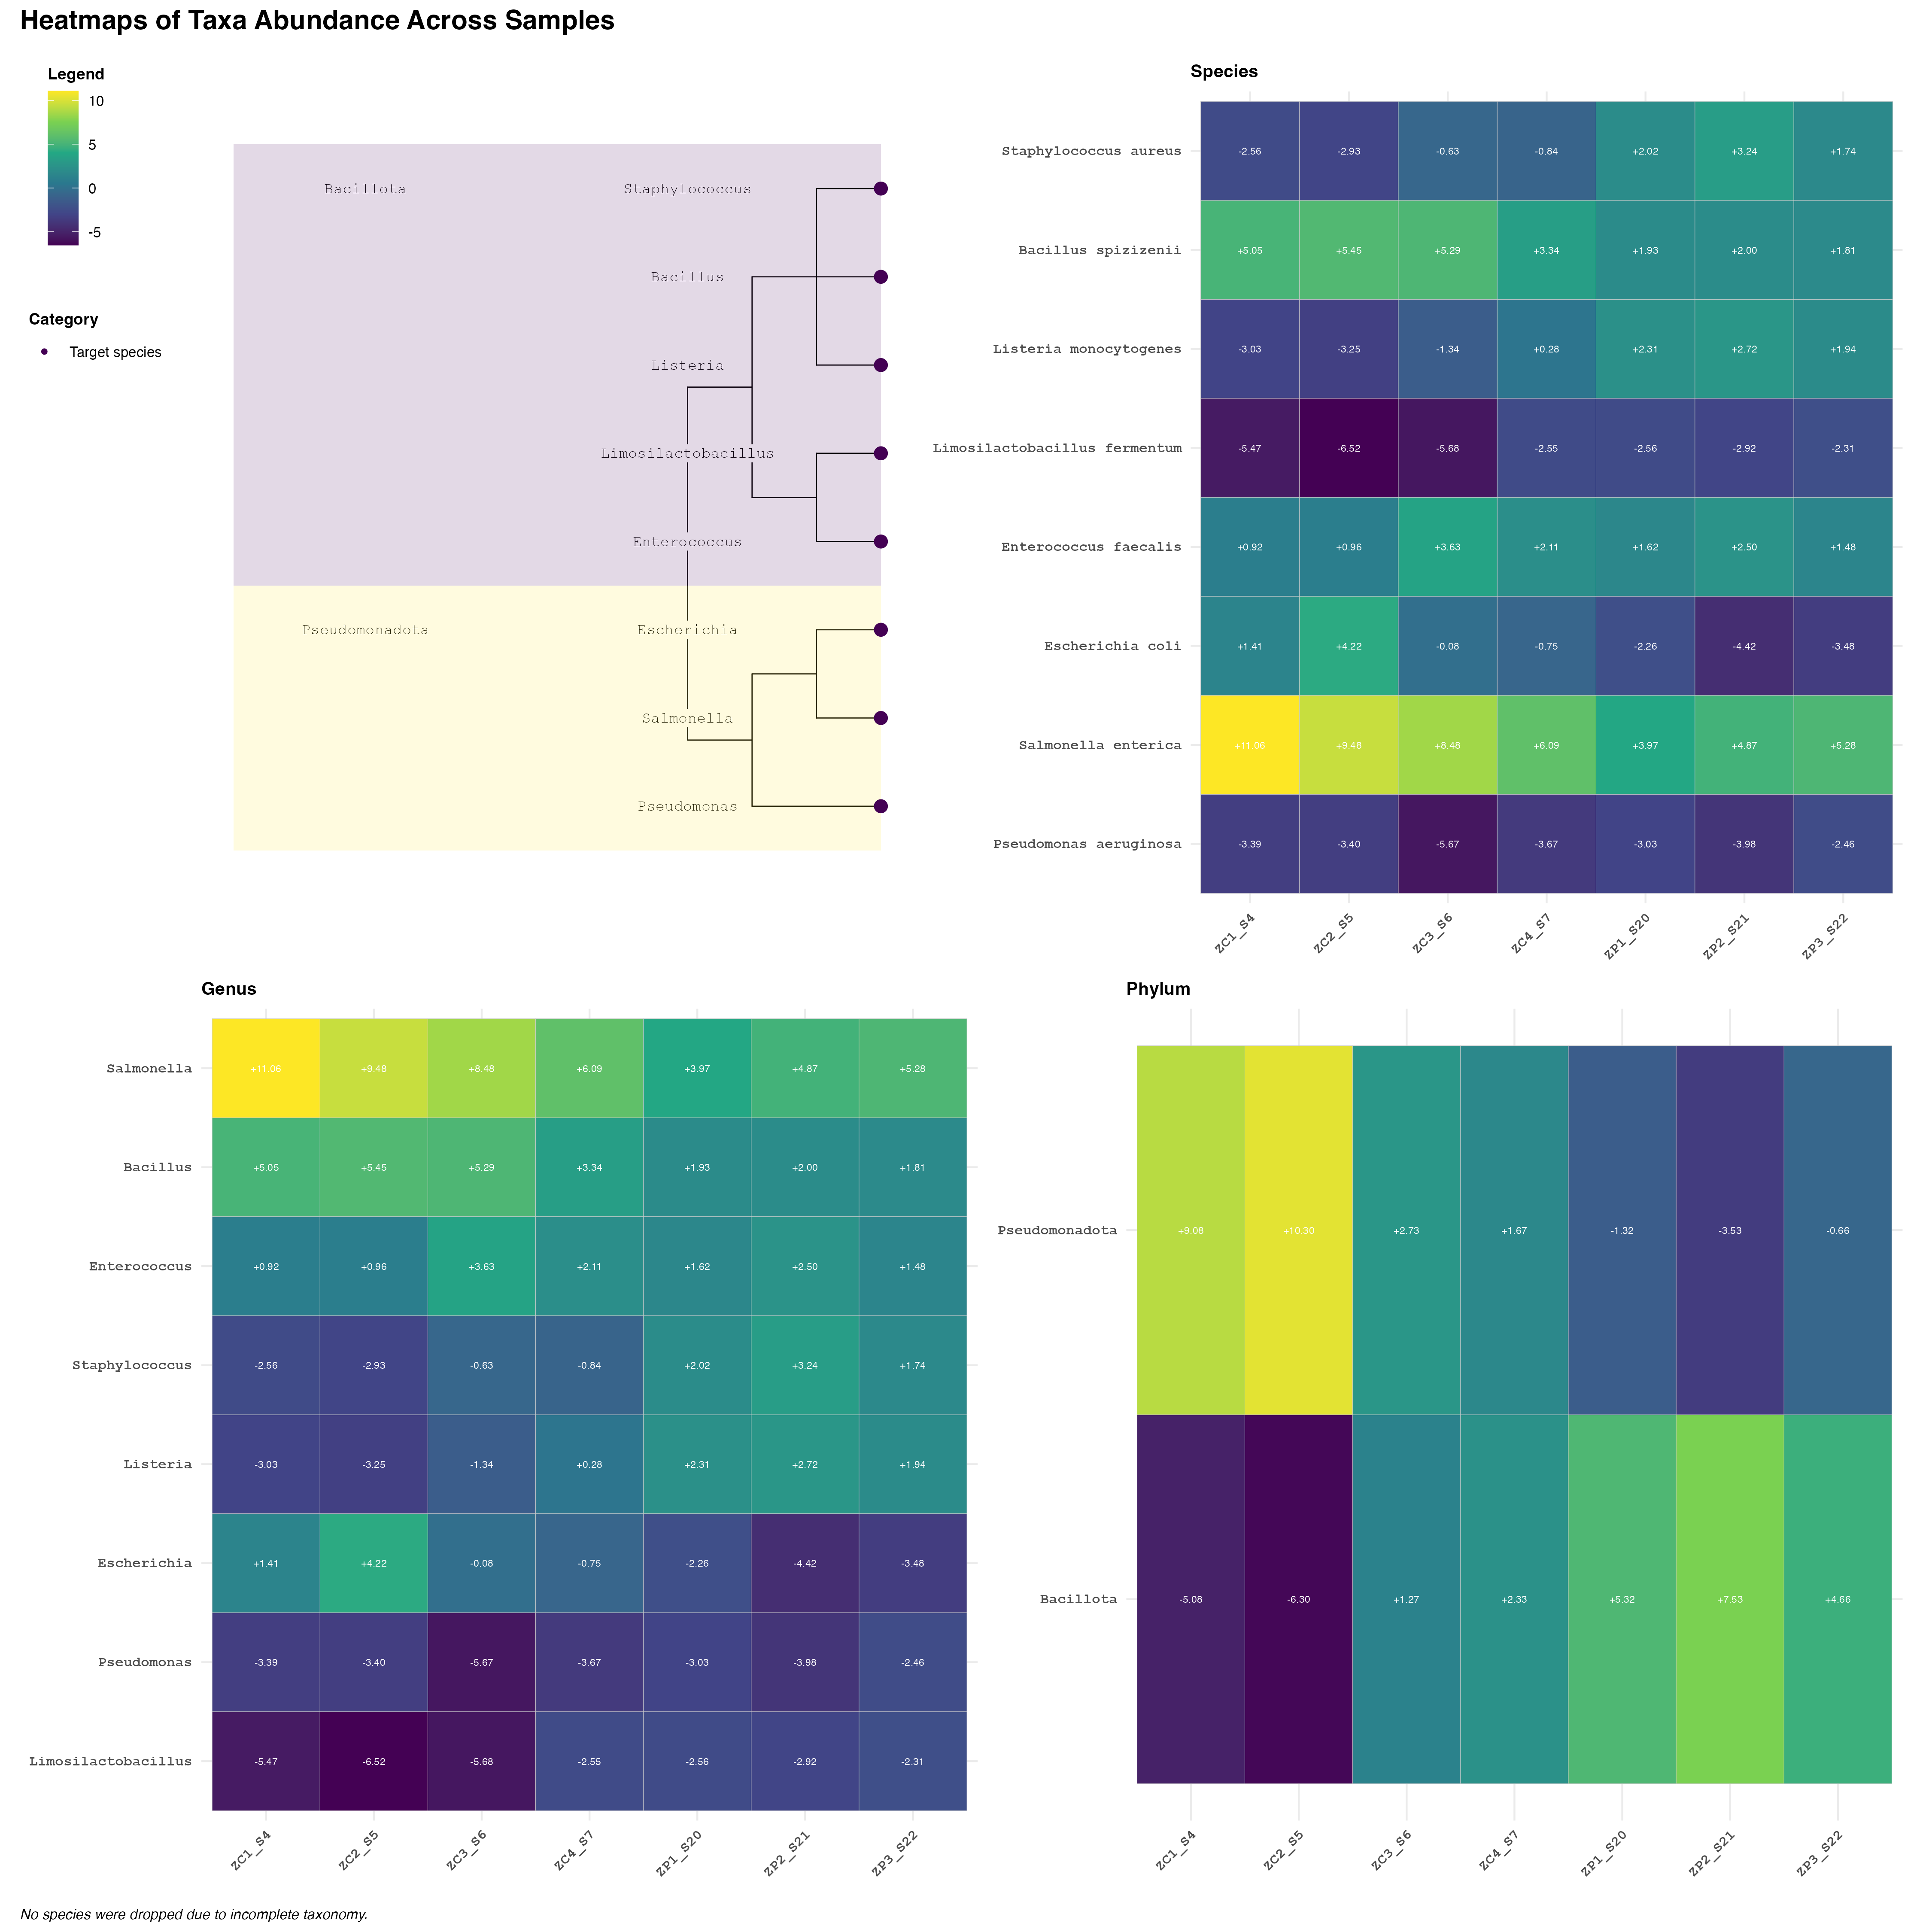 Heatmaps of Taxa Abundance Across Samples
Legend
10
5
0
-5
Category
Target species
Bacillota
Staphylococcus
Bacillus
Listeria
Limosilactobacillus
Enterococcus
Pseudomonadota
Escherichia
Salmonella
Pseudomonas
Species
Staphylococcus aureus -2.56 -2.93 -0.63 -0.84 +2.02 +3.24 +1.74
Bacillus spizizenii +5.05 +5.45 +5.29 +3.34 +1.93 +2.00 +1.81
Listeria monocytogenes -3.03 -3.25 -1.34 +0.28 +2.31 +2.72 +1.94
Limosilactobacillus fermentum -5.47 -6.52 -5.68 -2.55 -2.56 -2.92 -2.31
Enterococcus faecalis +0.92 +0.96 +3.63 +2.11 +1.62 +2.50 +1.48
Escherichia coli +1.41 +4.22 -0.08 -0.75 -2.26 -4.42 -3.48
Salmonella enterica +11.06 +9.48 +8.48 +6.09 +3.97 +4.87 +5.28
Pseudomonas aeruginosa -3.39 -3.40 -5.67 -3.67 -3.03 -3.98 -2.46
ZC1_S4 ZC2_S5 ZC3_S6 ZC4_S7 ZP1_S20 ZP2_S21 ZP3_S22
Genus
Salmonella +11.06 +9.48 +8.48 +6.09 +3.97 +4.87 +5.28
Bacillus +5.05 +5.45 +5.29 +3.34 +1.93 +2.00 +1.81
Enterococcus +0.92 +0.96 +3.63 +2.11 +1.62 +2.50 +1.48
Staphylococcus -2.56 -2.93 -0.63 -0.84 +2.02 +3.24 +1.74
Listeria -3.03 -3.25 -1.34 +0.28 +2.31 +2.72 +1.94
Escherichia +1.41 +4.22 -0.08 -0.75 -2.26 -4.42 -3.48
Pseudomonas -3.39 -3.40 -5.67 -3.67 -3.03 -3.98 -2.46
Limosilactobacillus -5.47 -6.52 -5.68 -2.55 -2.56 -2.92 -2.31
ZC1_S4 ZC2_S5 ZC3_S6 ZC4_S7 ZP1_S20 ZP2_S21 ZP3_S22
Phylum
Pseudomonadota +9.08 +10.30 +2.73 +1.67 -1.32 -3.53 -0.66
Bacillota -5.08 -6.30 +1.27 +2.33 +5.32 +7.53 +4.66
ZC1_S4 ZC2_S5 ZC3_S6 ZC4_S7 ZP1_S20 ZP2_S21 ZP3_S22
No species were dropped due to incomplete taxonomy.